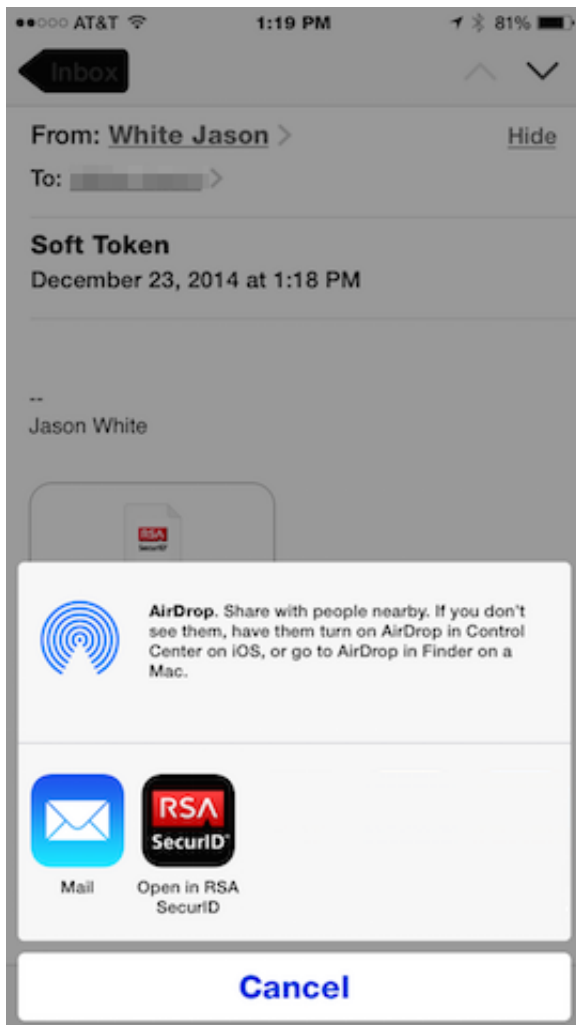 AT&T 1:19 PM 81%
Inbox
From: White Jason Hide
To:
Soft Token
December 23, 2014 at 1:18 PM
--
Jason White
RSA
SecurID
AirDrop. Share with people nearby. If you don't
see them, have them turn on AirDrop in Control
Center on iOS, or go to AirDrop in Finder on a
Mac.
RSA
SecurID
Mail
Open in RSA
SecurID
Cancel